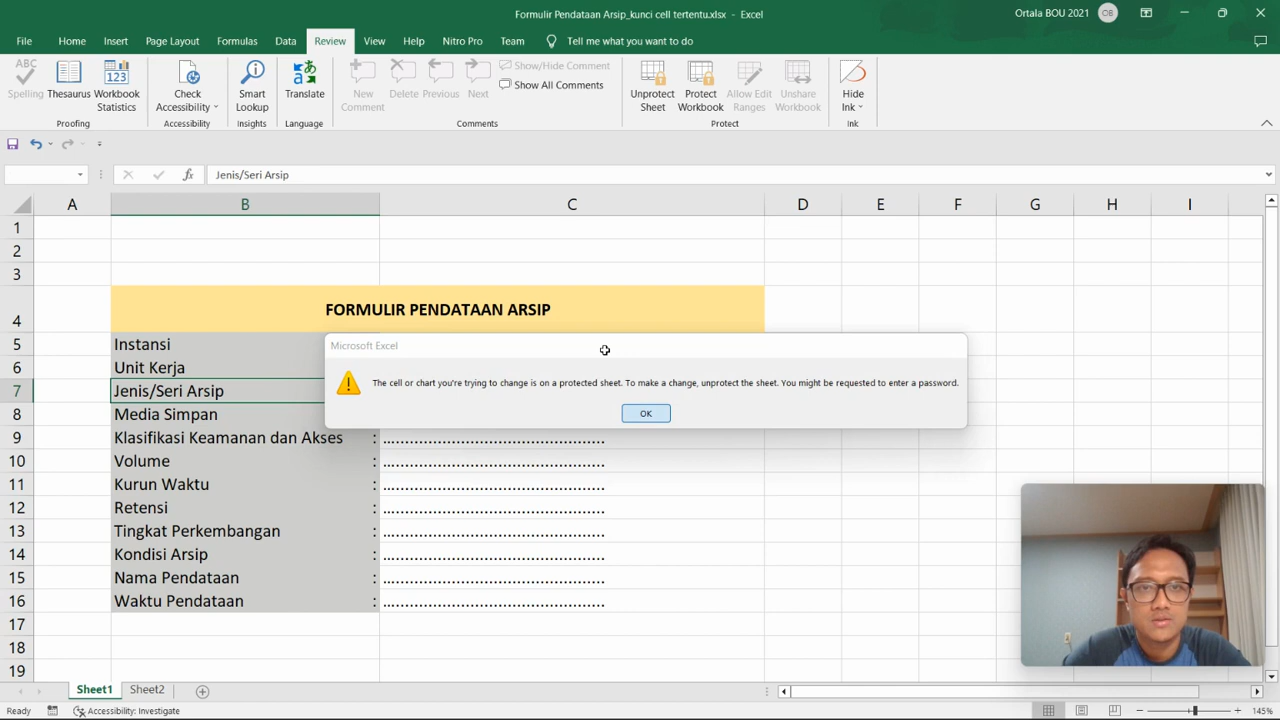 Formulir Pendataan Arsip_kunci cell tertentu.xlsx - Excel
Ortala BOU 2021 OB
File Home Insert Page Layout Formulas Data Review View Help Nitro Pro Team Tell me what you want to do
ABC
Spelling
Thesaurus
123
Workbook
Statistics
Proofing
Check
Accessibility
Accessibility
Smart
Lookup
Insights
Translate
Language
New
Comment
Delete
Previous
Next
Show/Hide Comment
Show All Comments
Comments
Unprotect
Sheet
Protect
Workbook
Allow Edit
Ranges
Unshare
Workbook
Protect
Hide
Ink
Ink
fx Jenis/Seri Arsip
A B C D E F G H I
1
2
3
4 FORMULIR PENDATAAN ARSIP
5 Instansi
6 Unit Kerja
7 Jenis/Seri Arsip
8 Media Simpan
9 Klasifikasi Keamanan dan Akses : ..................................................
10 Volume : ..................................................
11 Kurun Waktu : ..................................................
12 Retensi : ..................................................
13 Tingkat Perkembangan : ..................................................
14 Kondisi Arsip : ..................................................
15 Nama Pendataan : ..................................................
16 Waktu Pendataan : ..................................................
17
18
19
Microsoft Excel
The cell or chart you're trying to change is on a protected sheet. To make a change, unprotect the sheet. You might be requested to enter a password.
OK
Sheet1 Sheet2
Ready Accessibility: Investigate 145%